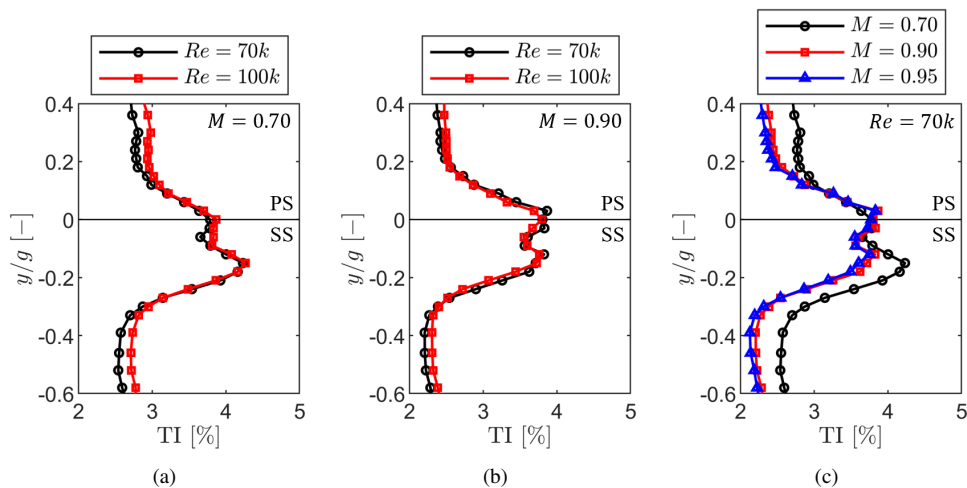 Re = 70k
Re = 100k
Re = 70k
Re = 100k
M = 0.70
M = 0.90
M = 0.95
0.4
0.2
0
-0.2
-0.4
-0.6
y/g [−]
M = 0.70
PS
SS
2 3 4 5
TI [%]
(a)
0.4
0.2
0
-0.2
-0.4
-0.6
y/g [−]
M = 0.90
PS
SS
2 3 4 5
TI [%]
(b)
0.4
0.2
0
-0.2
-0.4
-0.6
y/g [−]
Re = 70k
PS
SS
2 3 4 5
TI [%]
(c)